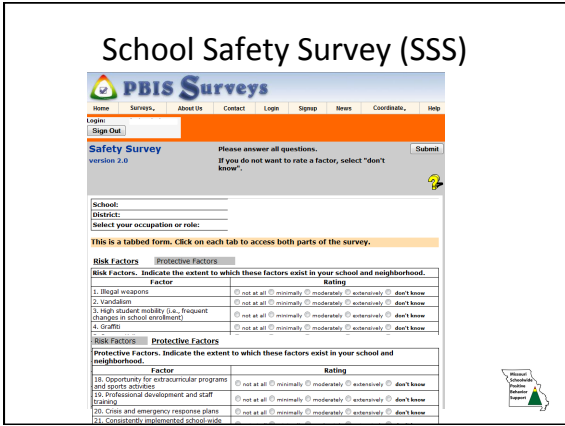 School Safety Survey (SSS)
PBIS Surveys
Home Surveys About Us Contact Login Signup News Coordinate Help
Login:
Sign Out
Safety Survey Please answer all questions. Submit
version 2.0 If you do not want to rate a factor, select "don't
know".
School:
District:
Select your occupation or role:
This is a tabbed form. Click on each tab to access both parts of the survey.
Risk Factors Protective Factors
Risk Factors. Indicate the extent to which these factors exist in your school and neighborhood.
Factor Rating
1. Illegal weapons not at all minimally moderately extensively don't know
2. Vandalism not at all minimally moderately extensively don't know
3. High student mobility (i.e., frequent
changes in school enrollment) not at all minimally moderately extensively don't know
4. Graffiti not at all minimally moderately extensively don't know
Risk Factors Protective Factors
Protective Factors. Indicate the extent to which these factors exist in your school and
neighborhood.
Factor Rating
18. Opportunity for extracurricular programs
and sports activities not at all minimally moderately extensively don't know
19. Professional development and staff
training not at all minimally moderately extensively don't know
20. Crisis and emergency response plans not at all minimally moderately extensively don't know
21. Consistently implemented school-wide
Missouri
Schoolwide
Positive
Behavior
Support